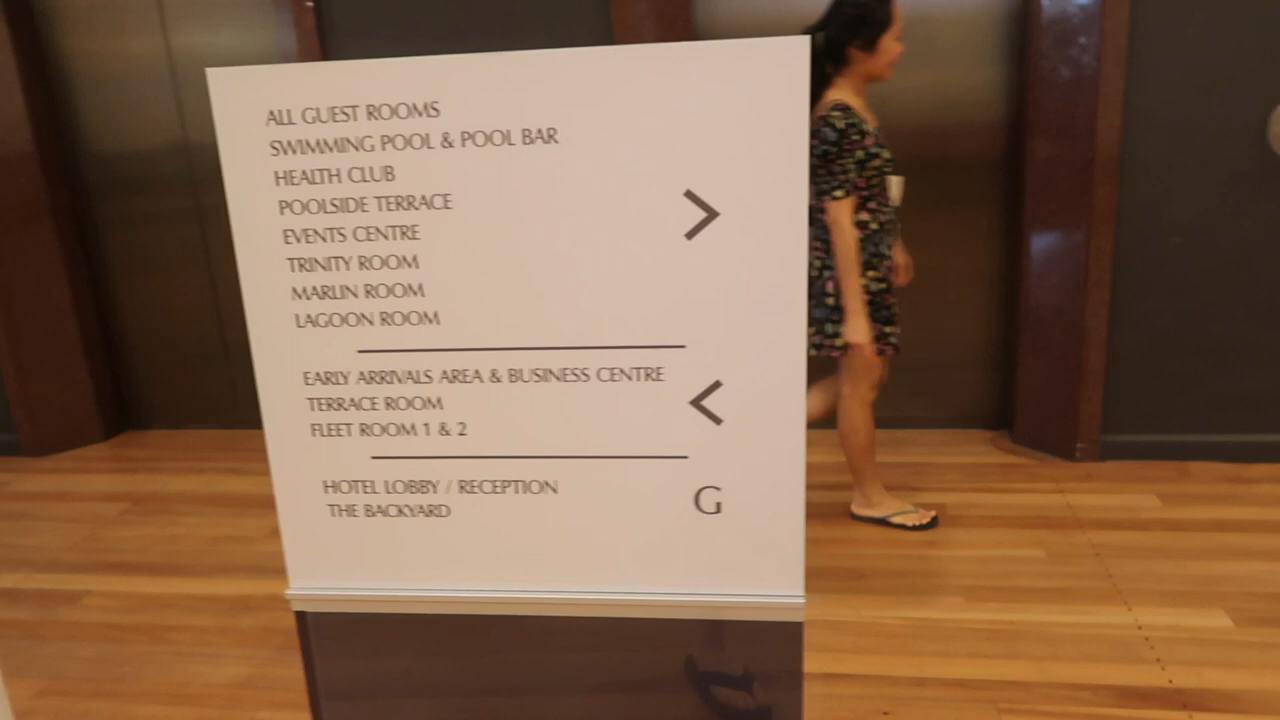 ALL GUEST ROOMS
SWIMMING POOL & POOL BAR
HEALTH CLUB
POOLSIDE TERRACE
EVENTS CENTRE
TRINITY ROOM
MARLIN ROOM
LAGOON ROOM
>
EARLY ARRIVALS AREA & BUSINESS CENTRE
TERRACE ROOM
FLEET ROOM 1 & 2
<
HOTEL LOBBY / RECEPTION
THE BACKYARD
G